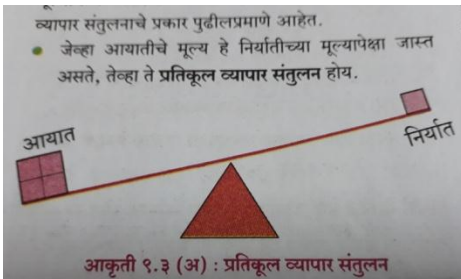 व्यापार संतुलनाचे प्रकार पुढीलप्रमाणे आहेत.
● जेव्हा आयातीचे मूल्य हे निर्यातीच्या मूल्यापेक्षा जास्त
असते, तेव्हा ते प्रतिकूल व्यापार संतुलन होय.
आयात
निर्यात
आकृती ९.३ (अ) : प्रतिकूल व्यापार संतुलन